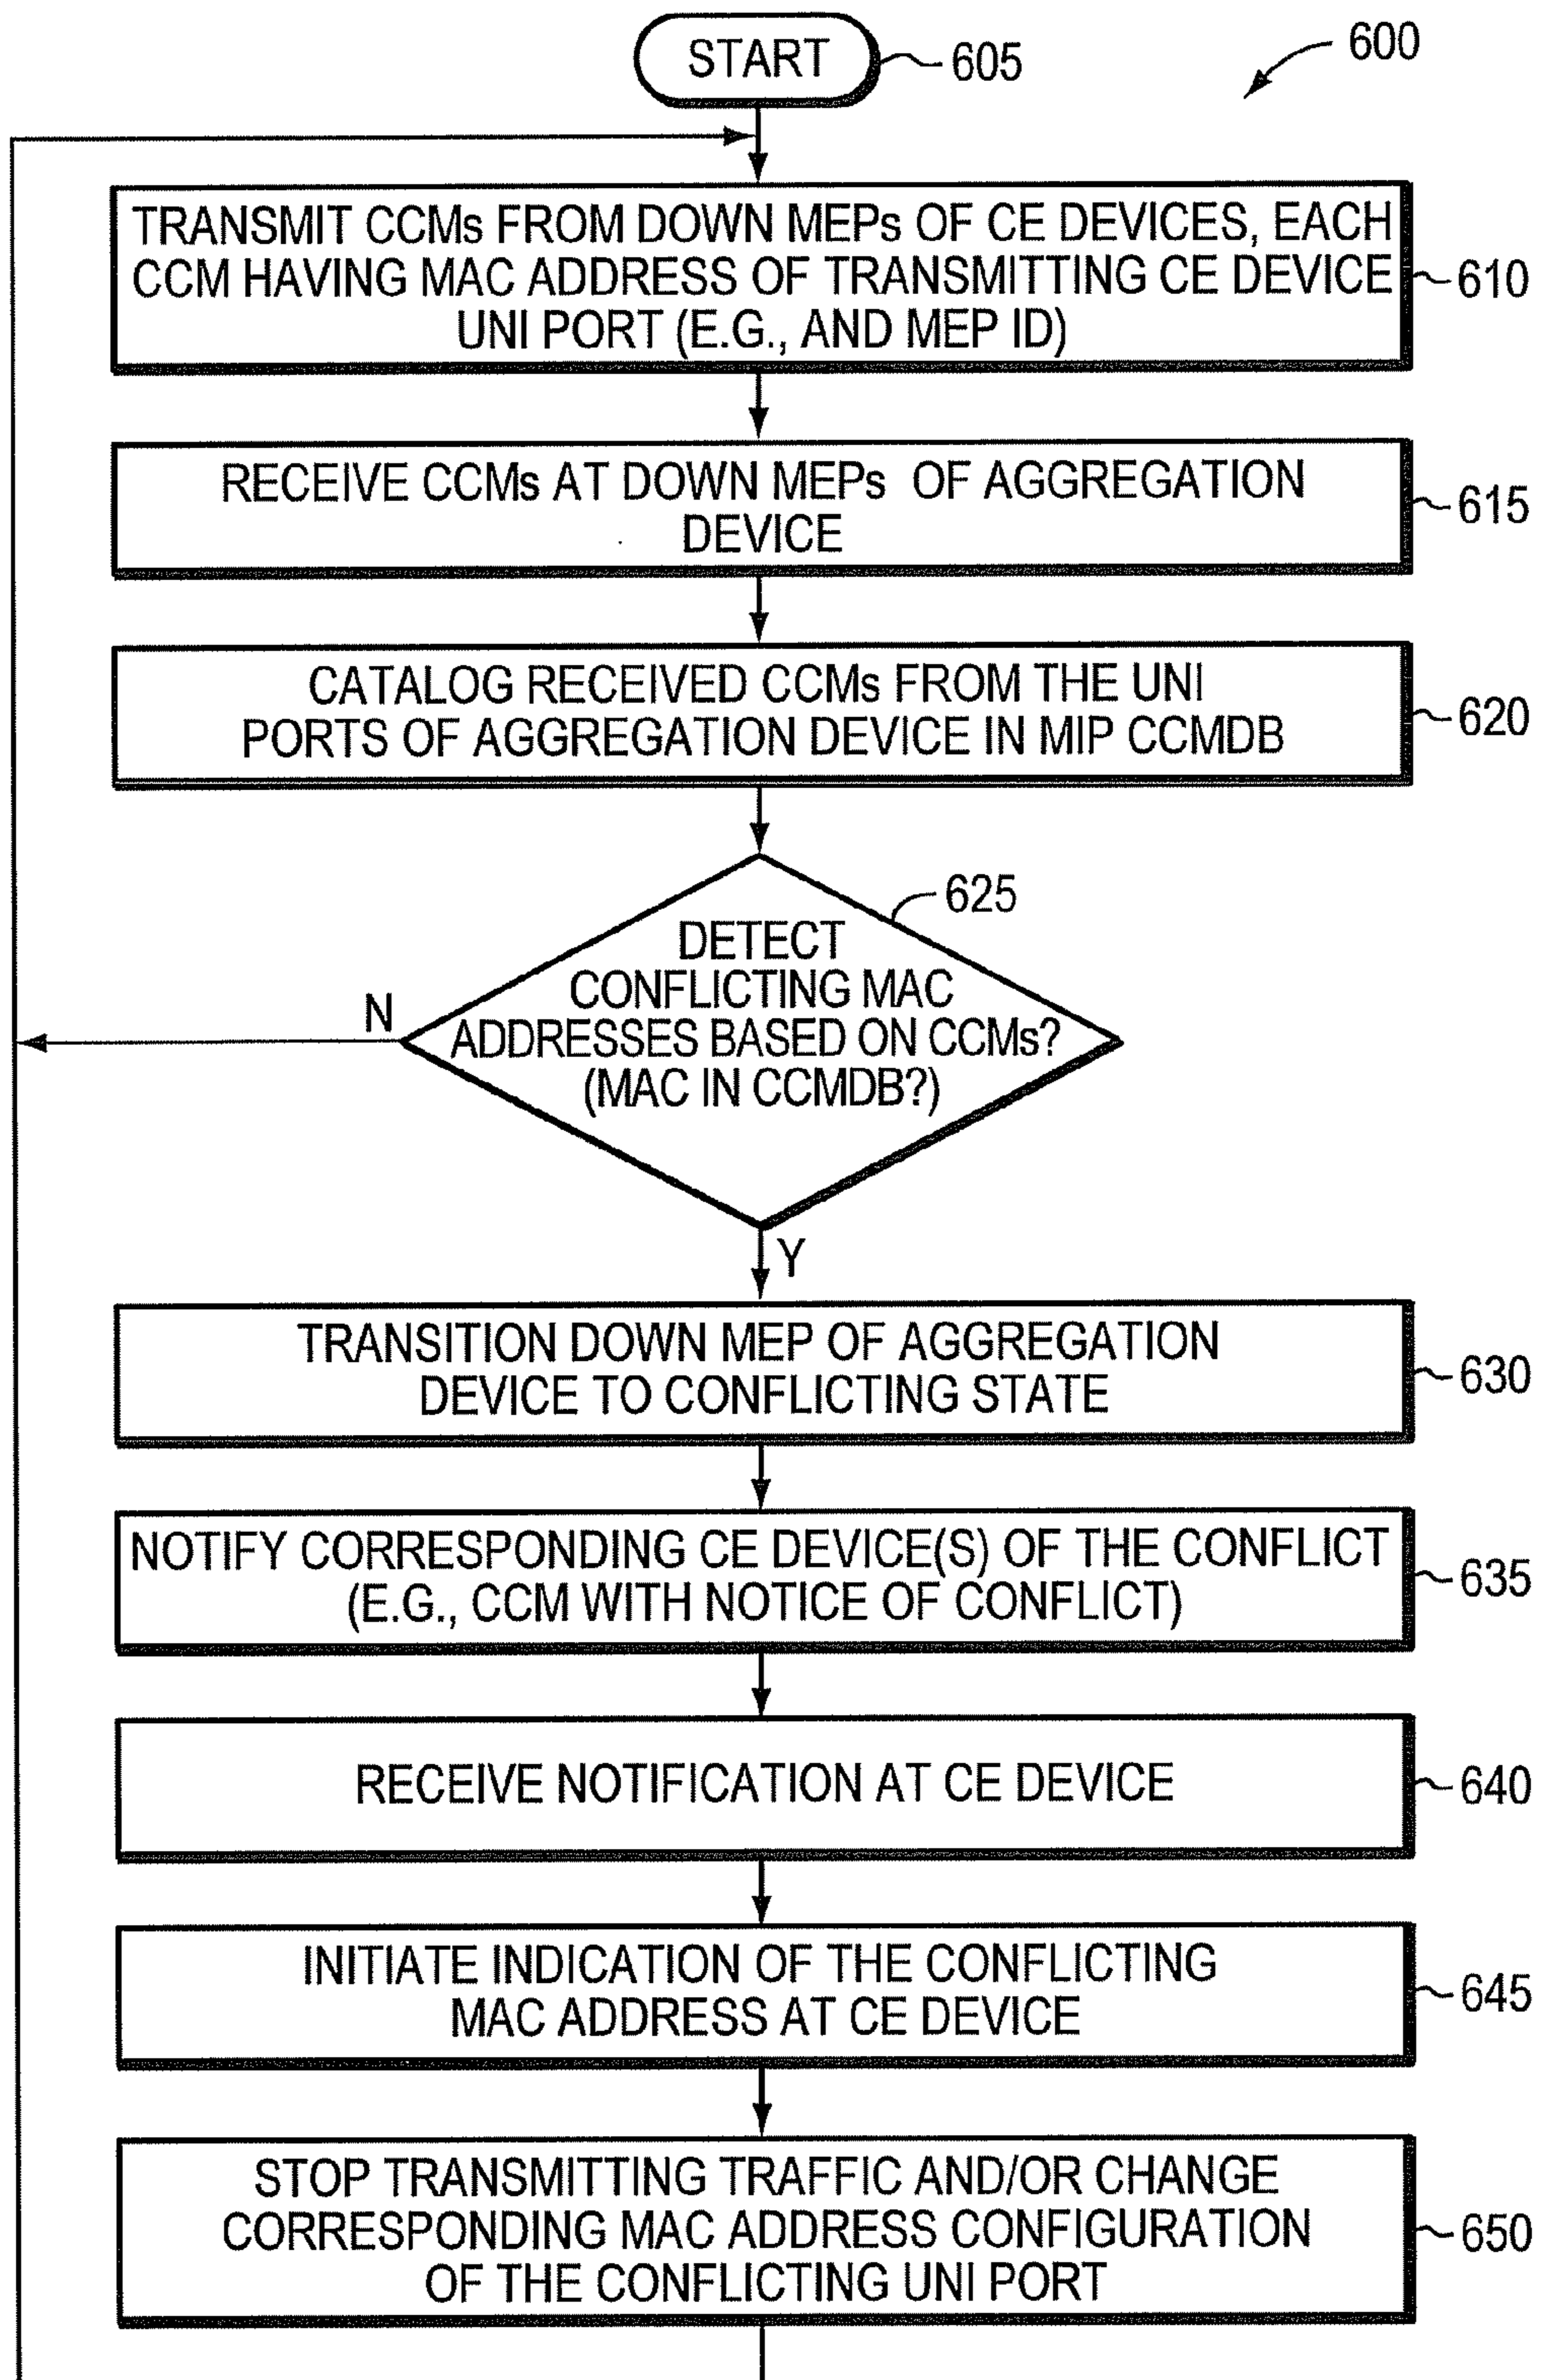 START
605
600
TRANSMIT CCMs FROM DOWN MEPs OF CE DEVICES, EACH
CCM HAVING MAC ADDRESS OF TRANSMITTING CE DEVICE
UNI PORT (E.G., AND MEP ID)
610
RECEIVE CCMs AT DOWN MEPs OF AGGREGATION
DEVICE
615
CATALOG RECEIVED CCMs FROM THE UNI
PORTS OF AGGREGATION DEVICE IN MIP CCMDB
620
625
DETECT
CONFLICTING MAC
ADDRESSES BASED ON CCMs?
(MAC IN CCMDB?)
N
Y
TRANSITION DOWN MEP OF AGGREGATION
DEVICE TO CONFLICTING STATE
630
NOTIFY CORRESPONDING CE DEVICE(S) OF THE CONFLICT
(E.G., CCM WITH NOTICE OF CONFLICT)
635
RECEIVE NOTIFICATION AT CE DEVICE
640
INITIATE INDICATION OF THE CONFLICTING
MAC ADDRESS AT CE DEVICE
645
STOP TRANSMITTING TRAFFIC AND/OR CHANGE
CORRESPONDING MAC ADDRESS CONFIGURATION
OF THE CONFLICTING UNI PORT
650